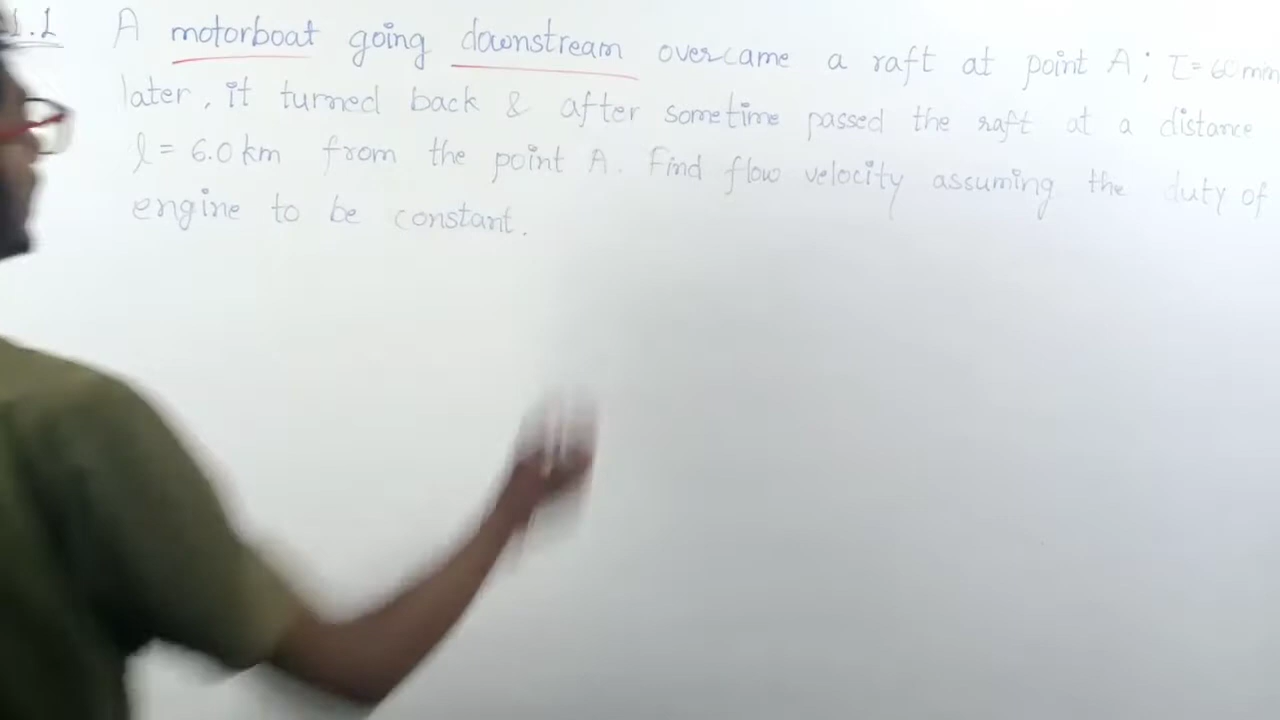 1.1 A motorboat going downstream overcame a raft at point A; τ=60 min
later, it turned back & after sometime passed the raft at a distance
l = 6.0 km from the point A. Find flow velocity assuming the duty of
engine to be constant.